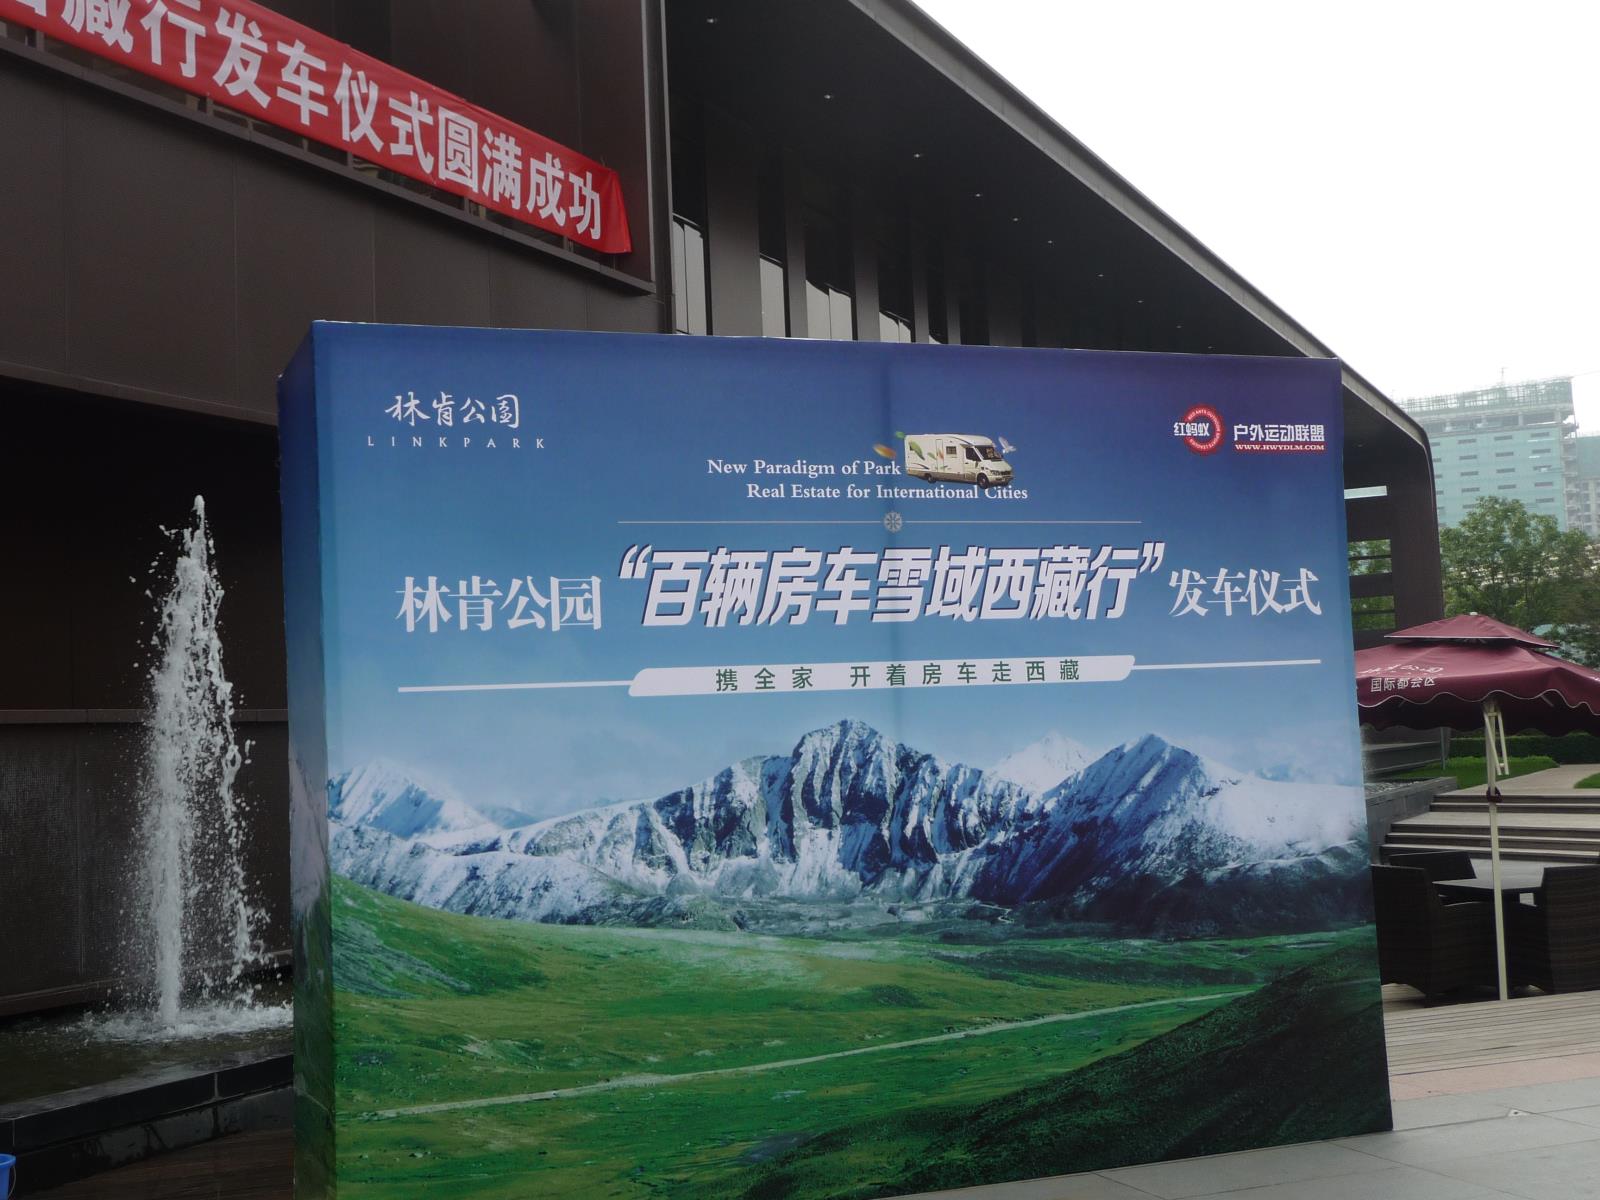 藏行发车仪式圆满成功
林肯公园
LINKPARK
红蚂蚁
户外运动联盟
WWW.HWYDLM.COM
New Paradigm of Park
Real Estate for International Cities
林肯公园“百辆房车雪域西藏行”发车仪式
携全家 开着房车走西藏
国际都会区